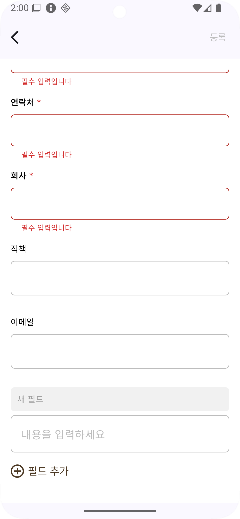 2:00
등록
필수 입력입니다
연락처 *
필수 입력입니다
회사 *
필수 입력입니다
직책
이메일
새 필드
내용을 입력하세요
필드 추가